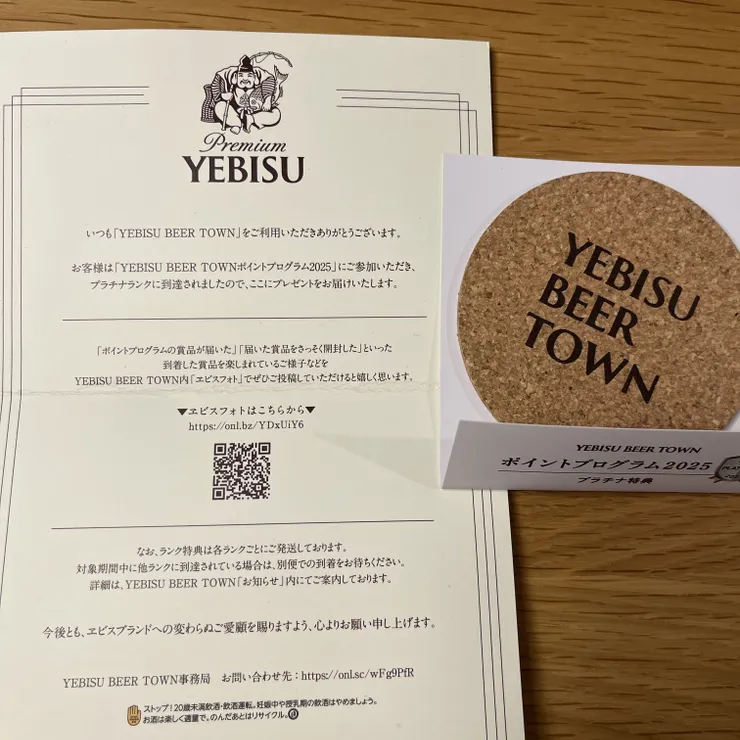 Premium
YEBISU
いつも「YEBISU BEER TOWN」をご利用いただきありがとうございます。
お客様は「YEBISU BEER TOWNポイントプログラム2025」にご参加いただき、
プラチナランクに到達されましたので、ここにプレゼントをお届けいたします。
「ポイントプログラムの賞品が届いた」「届いた賞品をさっそく開封した」といった
到着した賞品を楽しまれているご様子などを
YEBISU BEER TOWN内「ヱビスフォト」でぜひご投稿していただけると嬉しく思います。
▼ヱビスフォトはこちらから▼
https://onl.bz/YDxUiY6
なお、ランク特典は各ランクごとにご発送しております。
対象期間中に他ランクに到達されている場合は、別便での到着をお待ちください。
詳細は、YEBISU BEER TOWN「お知らせ」内にてご案内しております。
今後とも、ヱビスブランドへの変わらぬご愛顧を賜りますよう、心よりお願い申し上げます。
YEBISU BEER TOWN事務局 お問い合わせ先：https://onl.sc/wFg9PfR
ストップ!20歳未満飲酒・飲酒運転。妊娠中や授乳期の飲酒はやめましょう。
お酒は楽しく適量で。のんだあとはリサイクル。
YEBISU
BEER
TOWN
YEBISU BEER TOWN
ポイントプログラム2025
プラチナ特典